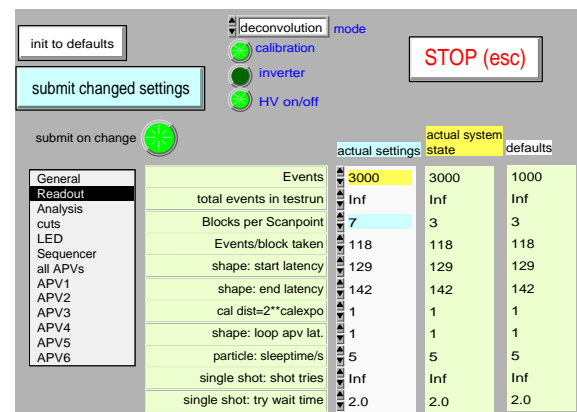 deconvolution mode
init to defaults
calibration
STOP (esc)
inverter
submit changed settings
HV on/off
submit on change
actual settings
actual system state
defaults
General
Readout
Analysis
cuts
LED
Sequencer
all APVs
APV1
APV2
APV3
APV4
APV5
APV6
Events 3000 3000 1000
total events in testrun Inf Inf Inf
Blocks per Scanpoint 7 3 3
Events/block taken 118 118 118
shape: start latency 129 129 129
shape: end latency 142 142 142
cal dist=2**calexpo 1 1 1
shape: loop apv lat. 1 1 1
particle: sleeptime/s 5 5 5
single shot: shot tries Inf Inf Inf
single shot: try wait time 2.0 2.0 2.0